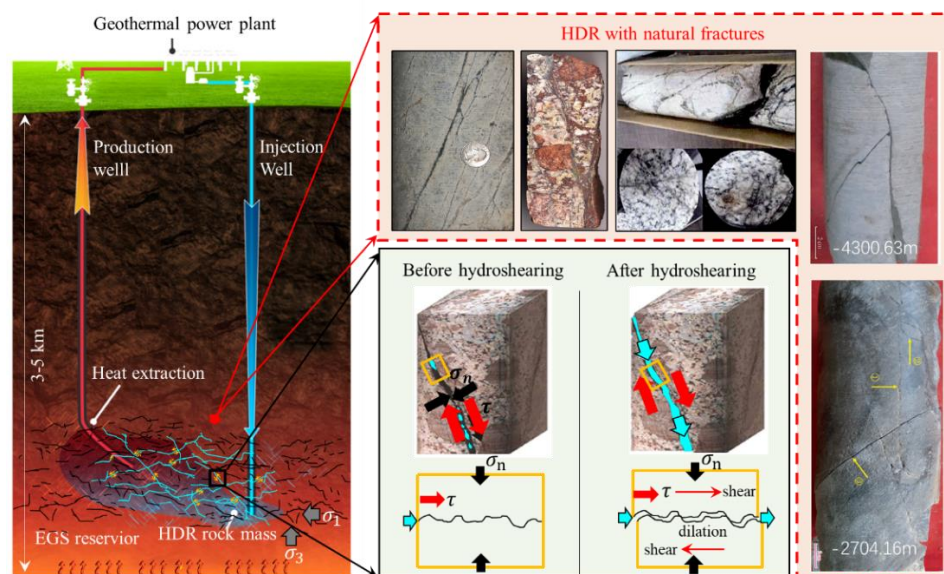 Geothermal power plant
Production
welll
Injection
Well
3-5 km
Heat extraction
EGS reservior
HDR rock mass
σ1
σ3
HDR with natural fractures
-4300.63m
-2704.16m
Before hydroshearing
After hydroshearing
σn
τ
σn
τ
σn
τ
shear
dilation
shear